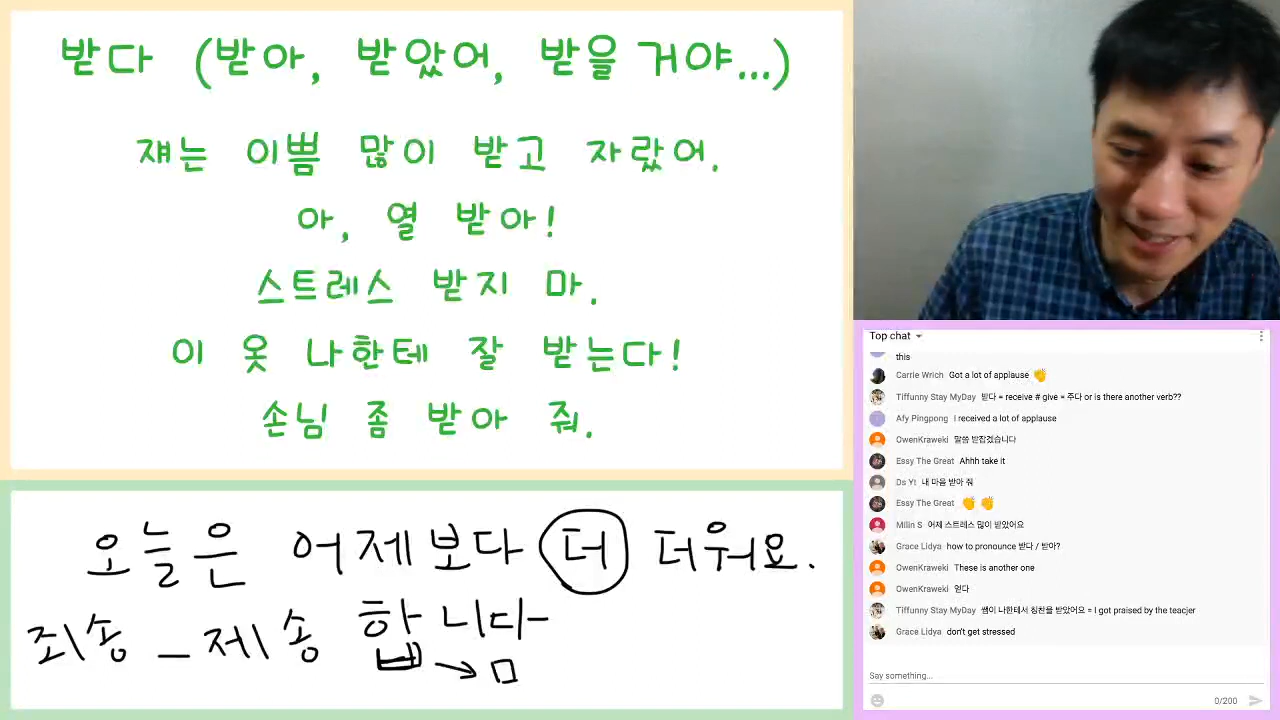 받다 (받아, 받았어, 받을 거야...)
쟤는 이쁨 많이 받고 자랐어.
아, 열 받아!
스트레스 받지 마.
이 옷 나한테 잘 받는다!
손님 좀 받아 줘.
오늘은 어제보다 더 더워요.
죄송 _ 제송 합니다
ㅂ → ㅁ
Top chat
this
Carrie Wrich Got a lot of applause 👏
Tiffunny Stay MyDay 받다 = receive # give = 주다 or is there another verb??
Afy Pingpong I received a lot of applause
OwenKraweki 말씀 받잡겠습니다
Essy The Great Ahhh take it
Ds Yt 내 마음 받아 줘
Essy The Great 👏 👏
Milin S 어제 스트레스 많이 받았어요
Grace Lidya how to pronounce 받다 / 받아?
OwenKraweki These is another one
OwenKraweki 얻다
Tiffunny Stay MyDay 쌤이 나한테서 칭찬을 받았어요 = I got praised by the teacjer
Grace Lidya don't get stressed
Say something...
0/200